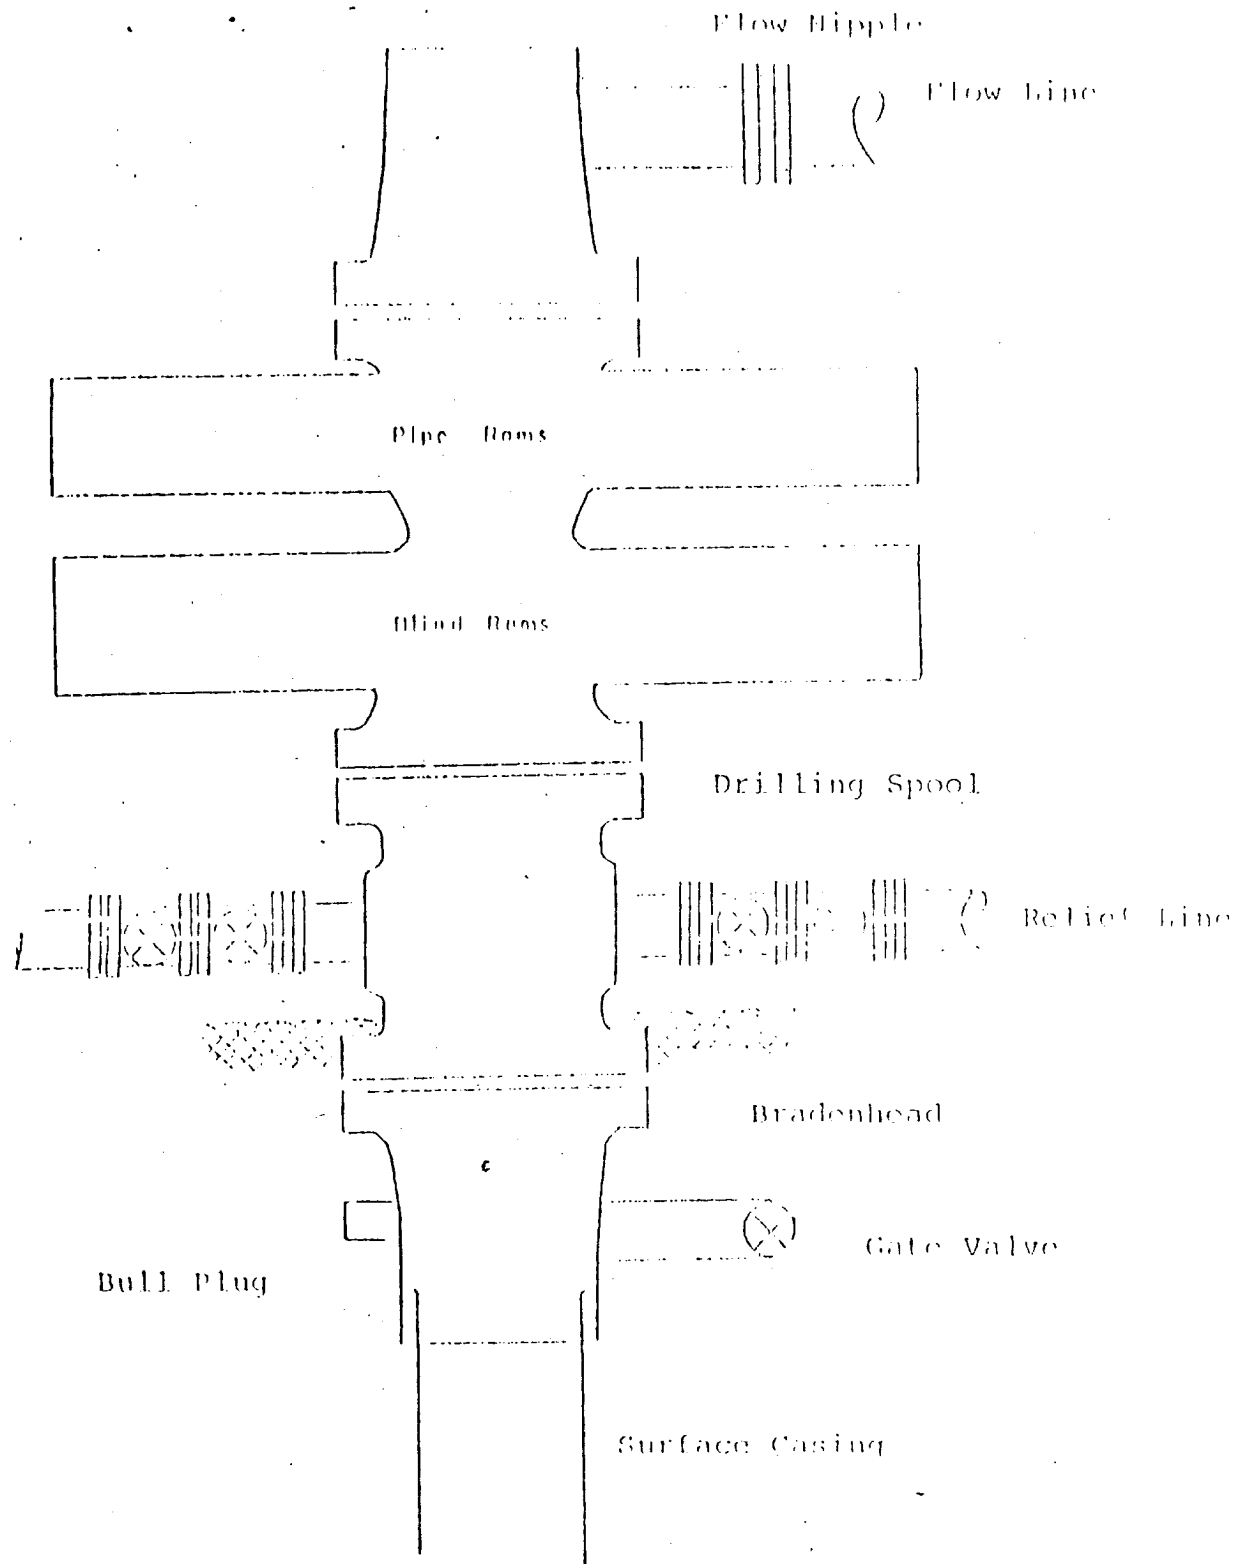 Flow Nipple
Flow Line
Pipe Rams
Blind Rams
Drilling Spool
Relief Line
Bradenhead
Gate Valve
Bull Plug
Surface Casing